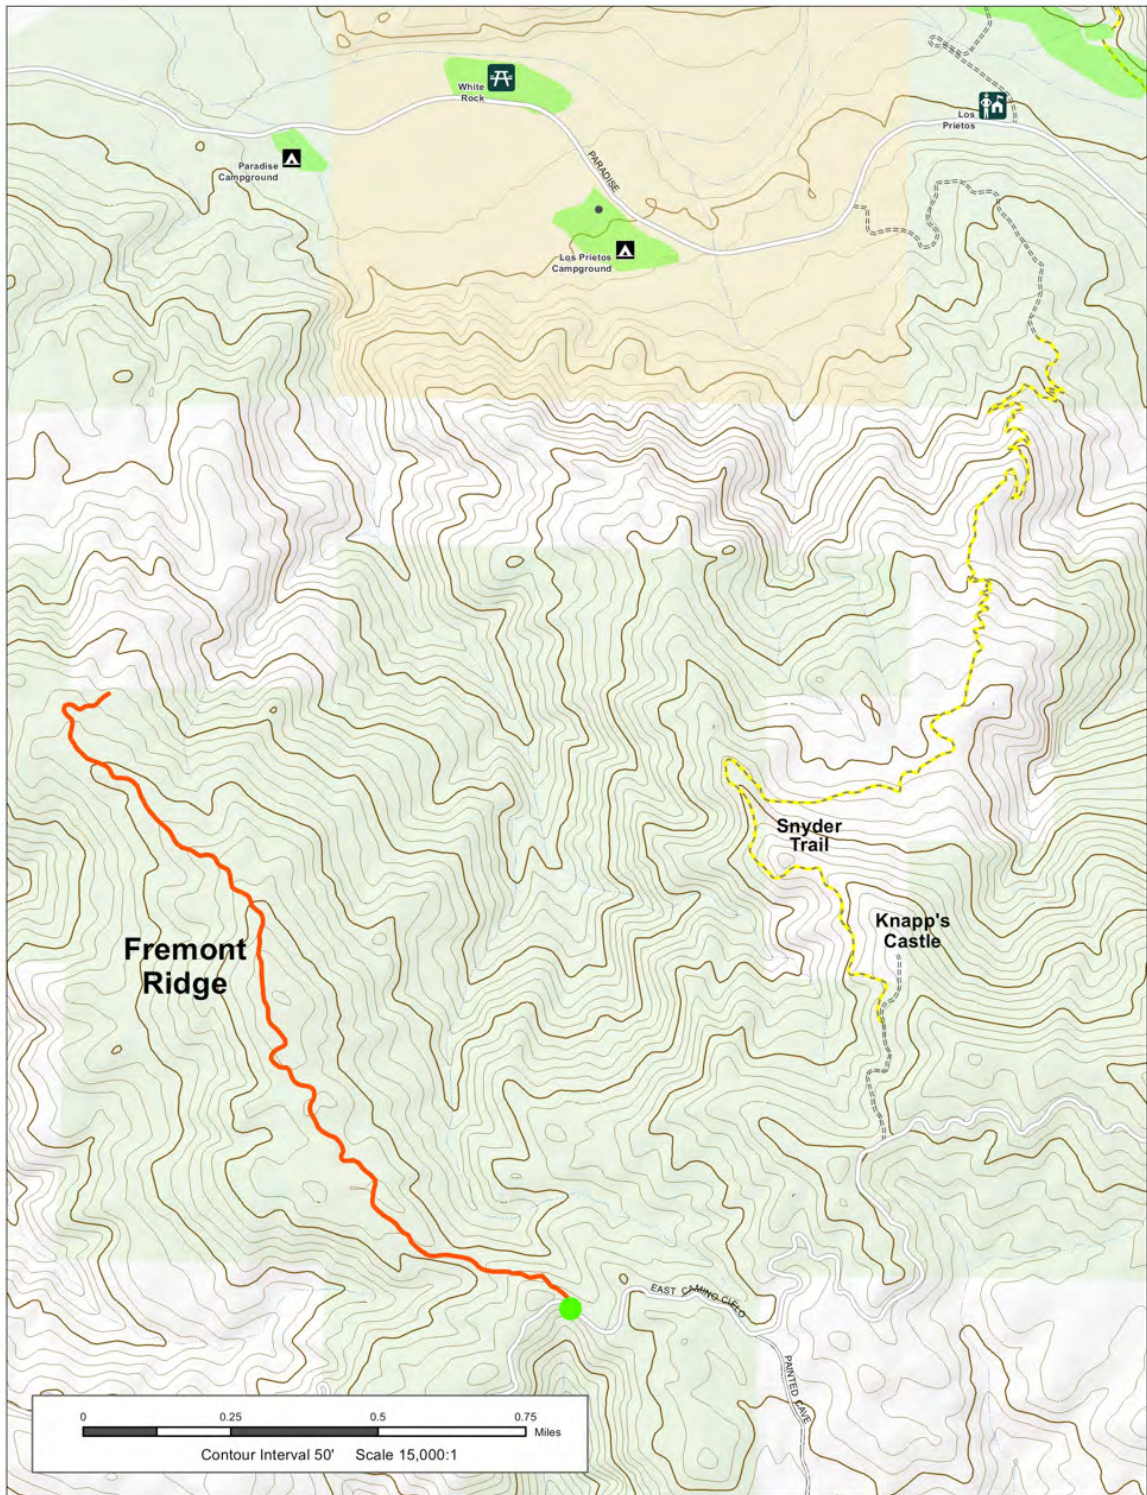 White
Rock
Los
Prietos
Paradise
Campground
PARADISE
Los Prietos
Campground
Snyder
Trail
Knapp's
Castle
Fremont
Ridge
EAST CAMINO CIELO
PAINTED CAVE
0 0.25 0.5 0.75
Miles
Contour Interval 50' Scale 15,000:1